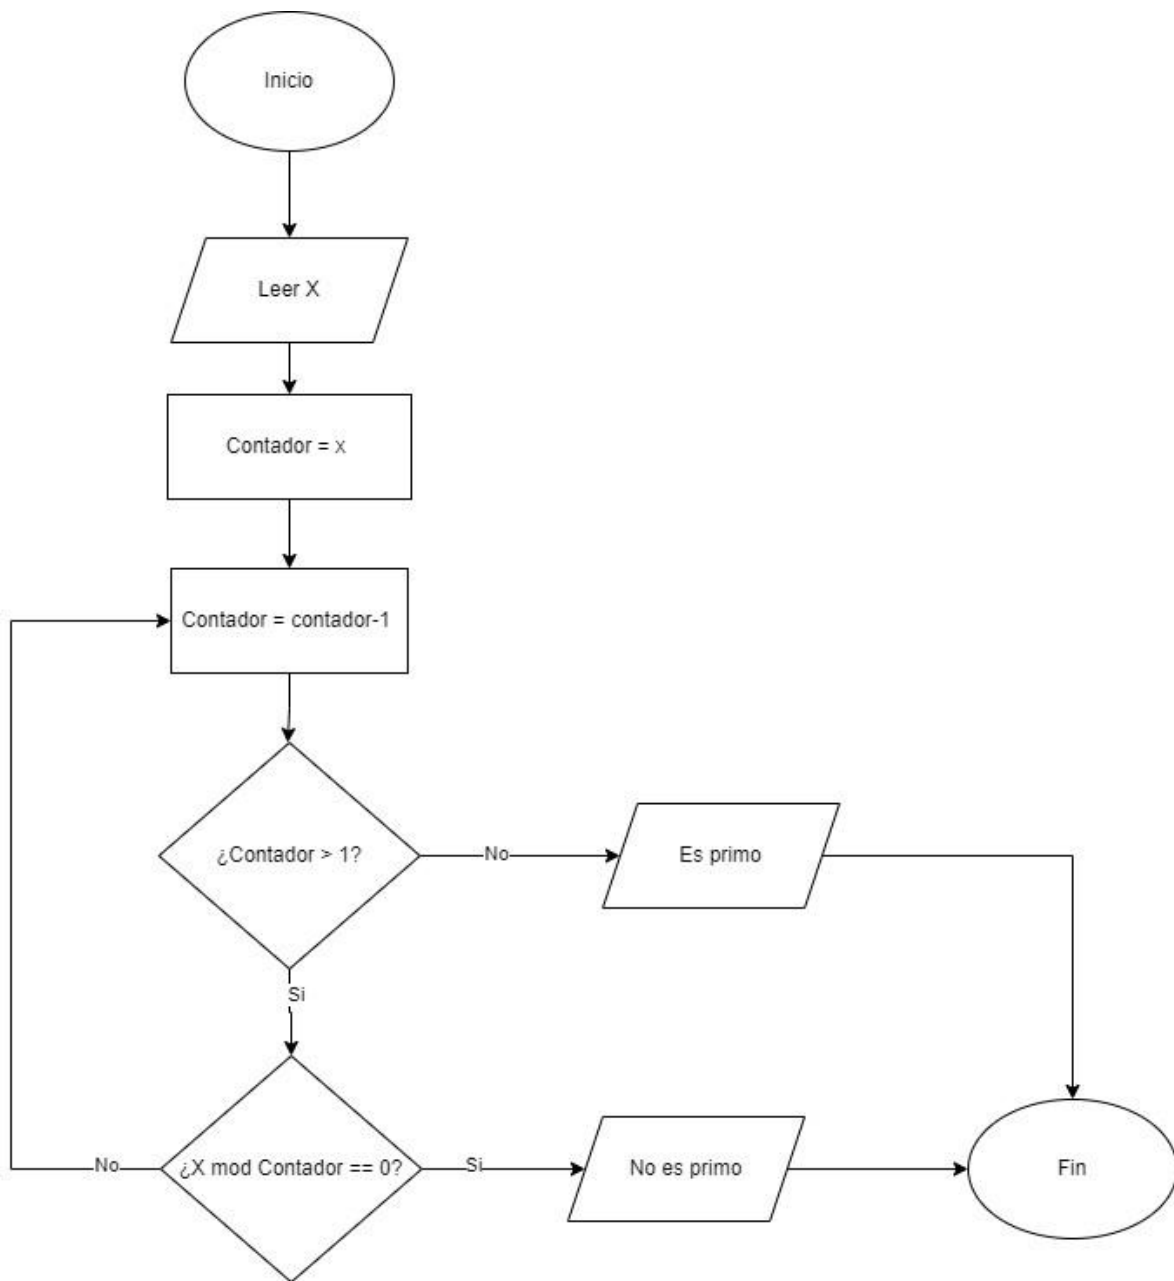 Inicio
Leer X
Contador = x
Contador = contador-1
¿Contador > 1?
No
Es primo
Si
¿X mod Contador == 0?
No
Si
No es primo
Fin